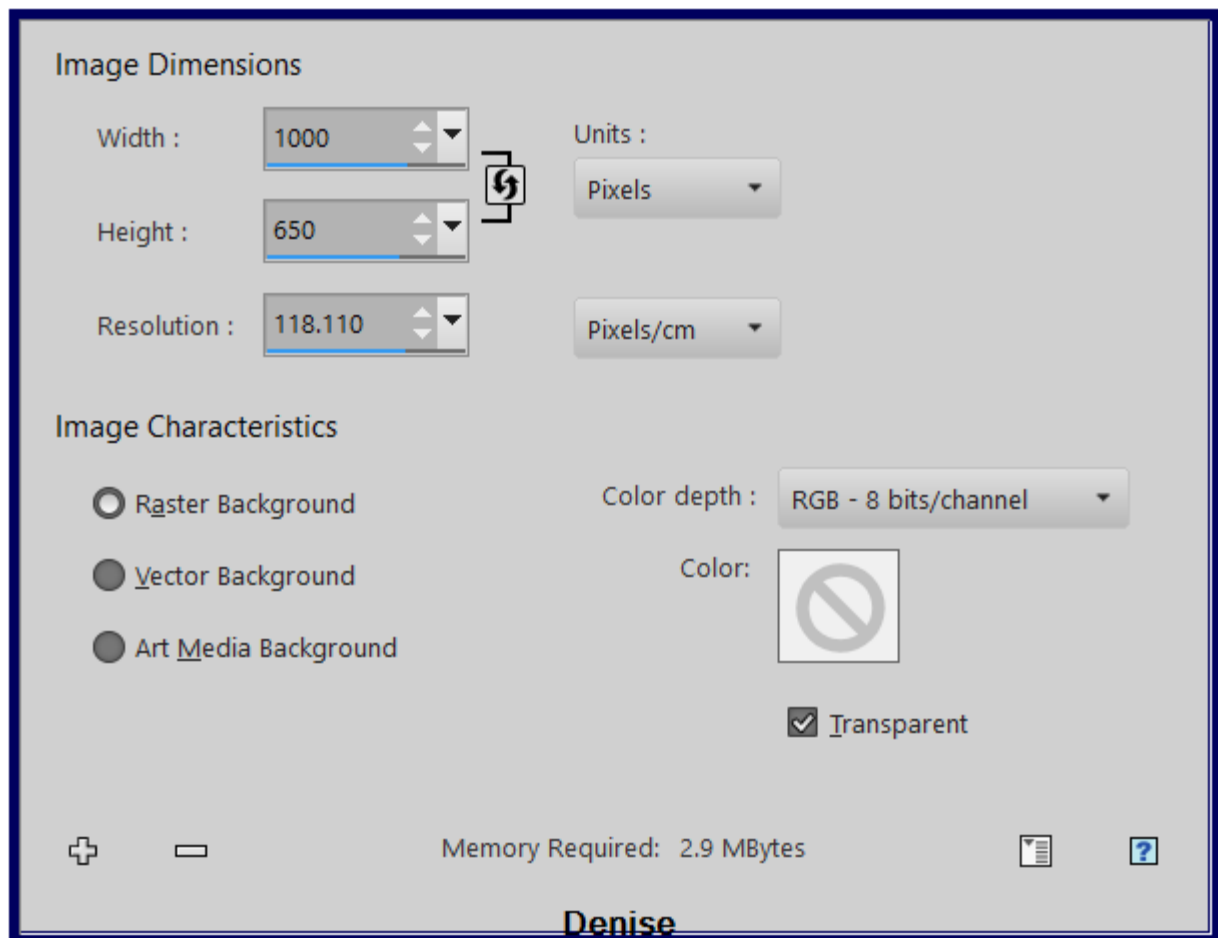 Image Dimensions
Width : 1000
Units :
Pixels
Height : 650
Resolution : 118.110 Pixels/cm
Image Characteristics
Raster Background
Color depth : RGB - 8 bits/channel
Vector Background
Color:
Art Media Background
Transparent
Memory Required: 2.9 MBytes
?
Denise